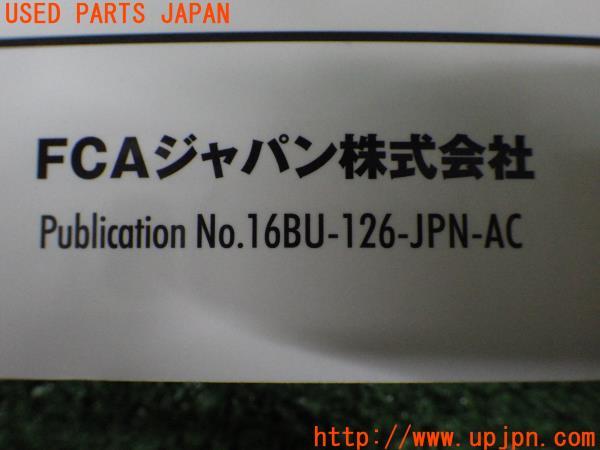 USED PARTS JAPAN
FCAジャパン株式会社
Publication No.16BU-126-JPN-AC
http://www.upjpn.com/